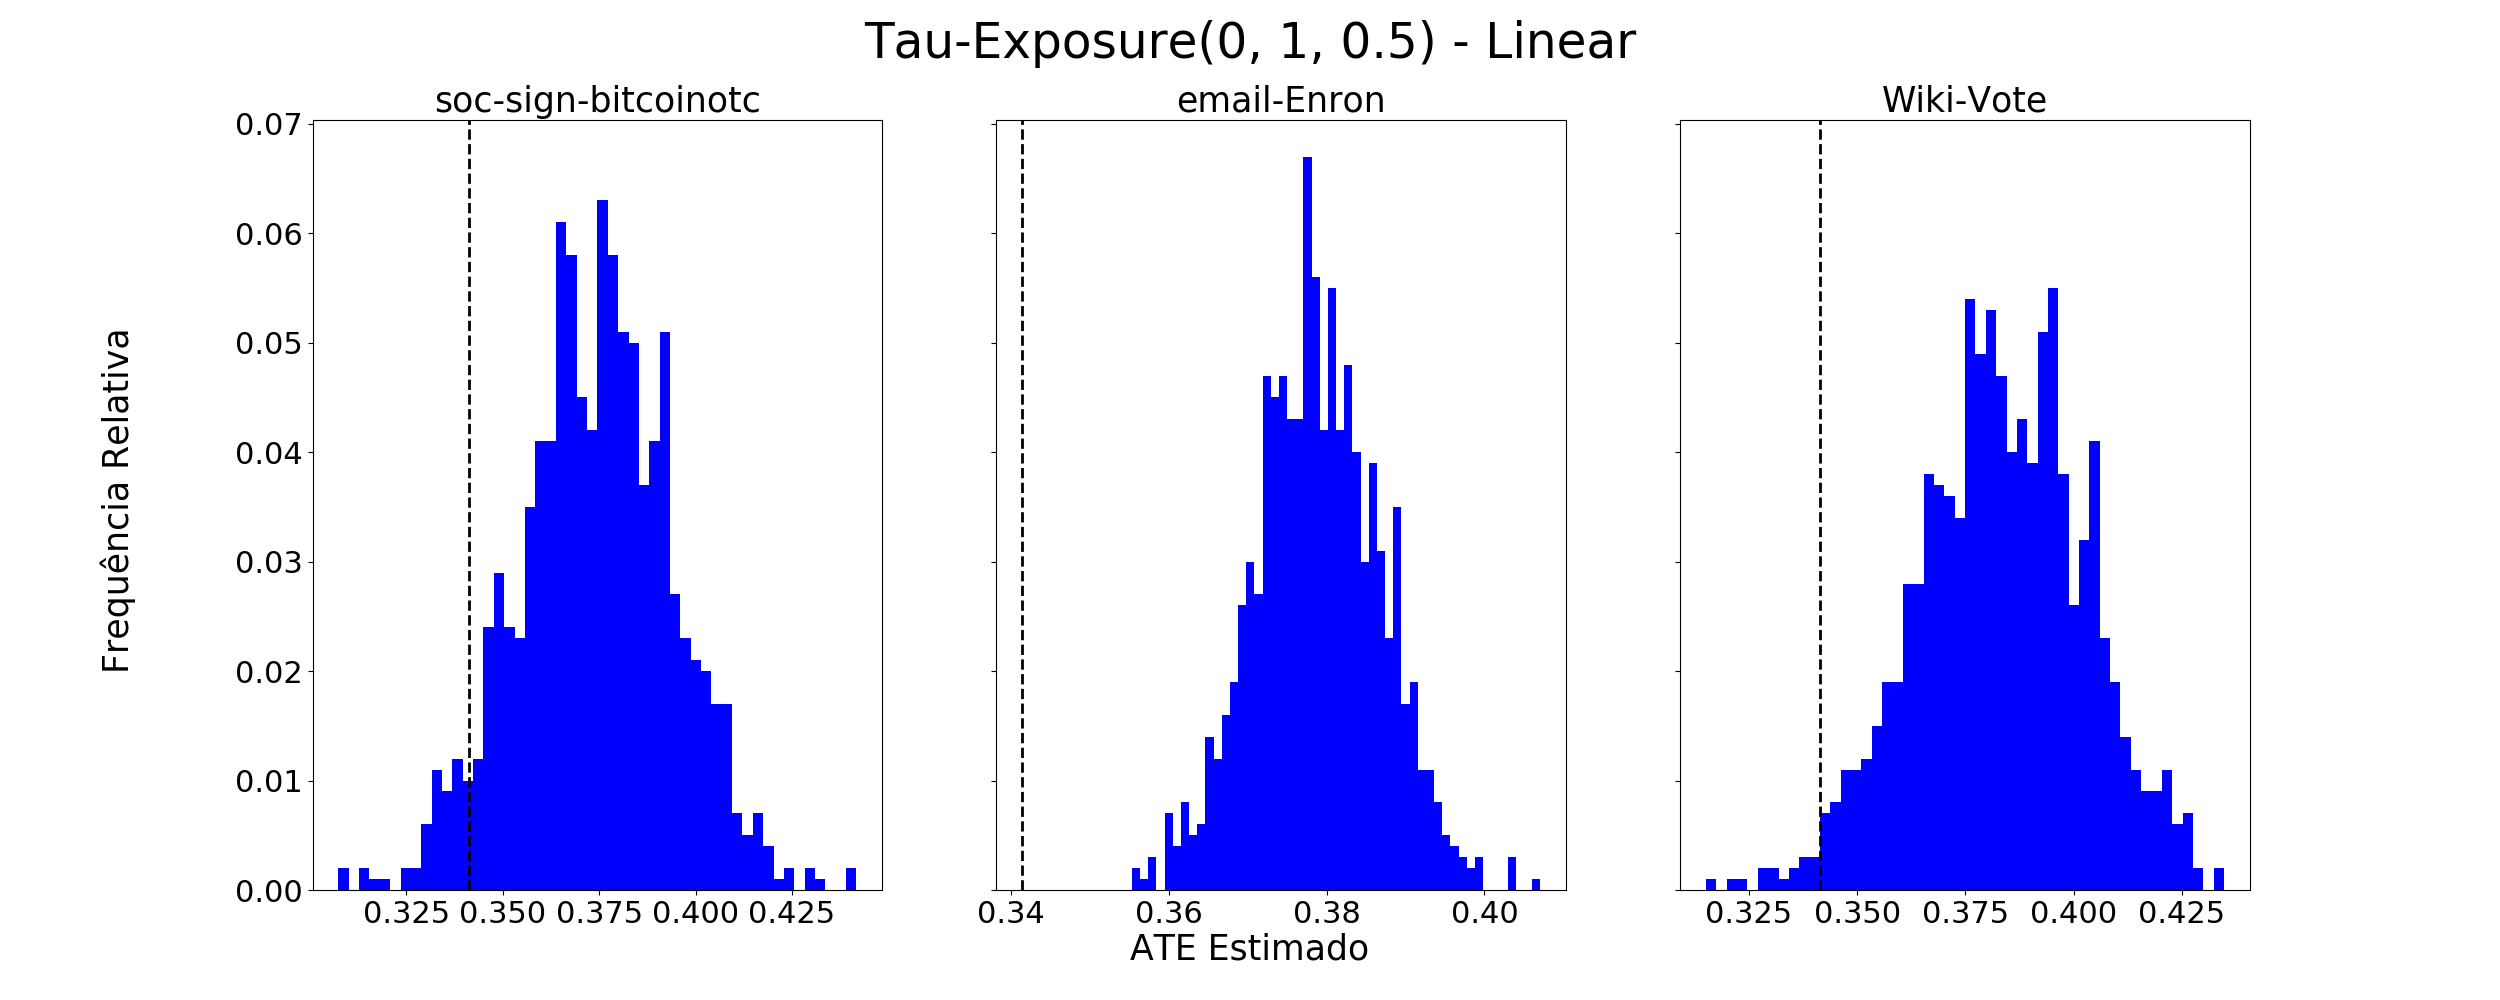 Tau-Exposure(0, 1, 0.5) - Linear
soc-sign-bitcoinotc
email-Enron
Wiki-Vote
Frequência Relativa
0.07
0.06
0.05
0.04
0.03
0.02
0.01
0.00
0.325 0.350 0.375 0.400 0.425
0.34 0.36 0.38 0.40
0.325 0.350 0.375 0.400 0.425
ATE Estimado